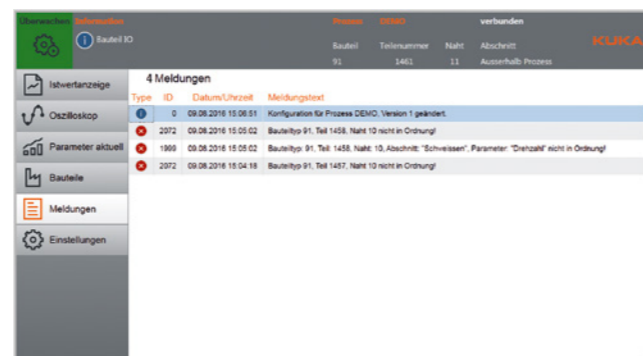 Überwachen Information Prozess DEMO verbunden
Bauteil IO
Bauteil Teilenummer Naht Abschnitt KUKA
91 1461 11 Ausserhalb Prozess
Istwertanzeige
Oszilloskop
Parameter aktuell
Bauteile
Meldungen
Einstellungen
4 Meldungen
Type ID Datum/Uhrzeit Meldungstext
0 09.08.2016 15:06:51 Konfiguration für Prozess DEMO, Version 1 geändert.
2072 09.08.2016 15:05:02 Bauteiltyp 91, Teil 1458, Naht 10 nicht in Ordnung!
1999 09.08.2016 15:05:02 Bauteiltyp: 91, Teil: 1458, Naht: 10, Abschnitt: "Schweissen", Parameter: "Drehzahl" nicht in Ordnung!
2072 09.08.2016 15:04:18 Bauteiltyp 91, Teil 1457, Naht 10 nicht in Ordnung!